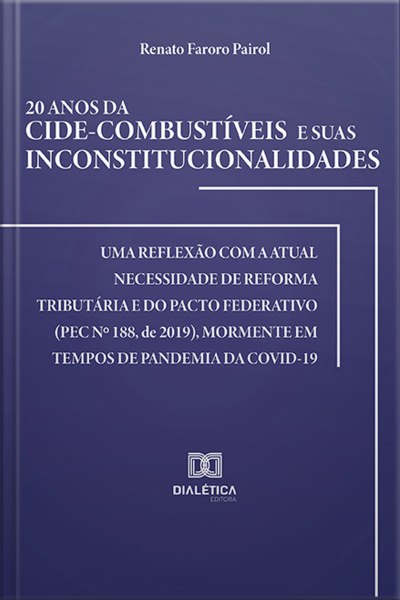 Renato Faroro Pairol
20 ANOS DA
CIDE-COMBUSTÍVEIS E SUAS
INCONSTITUCIONALIDADES
UMA REFLEXÃO COM A ATUAL
NECESSIDADE DE REFORMA
TRIBUTÁRIA E DO PACTO FEDERATIVO
(PEC Nº 188, de 2019), MORMENTE EM
TEMPOS DE PANDEMIA DA COVID-19
DIALÉTICA
EDITORA